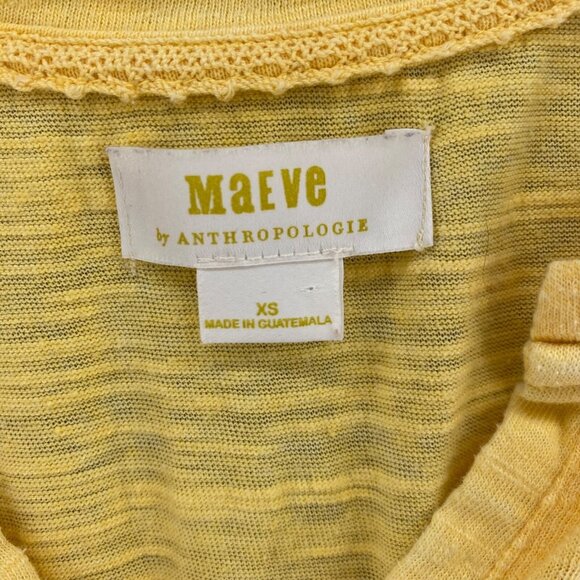 MaEVe
by ANTHROPOLOGIE
XS
MADE IN GUATEMALA